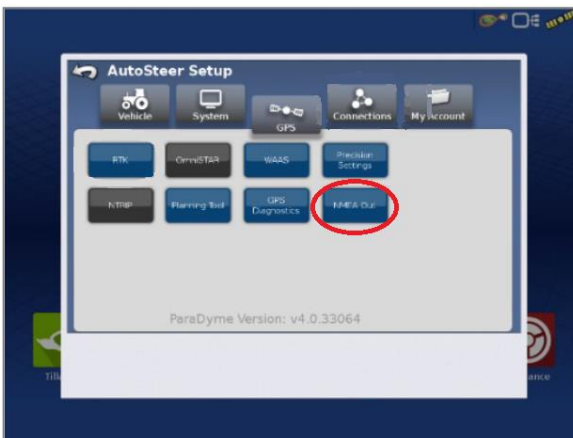 AutoSteer Setup
Vehicle System GPS Connections My Account
RTK OmniSTAR WAAS Precision Settings
NTRIP Planning Tool GPS Diagnostics NMEA Out
ParaDyme Version: v4.0.33064